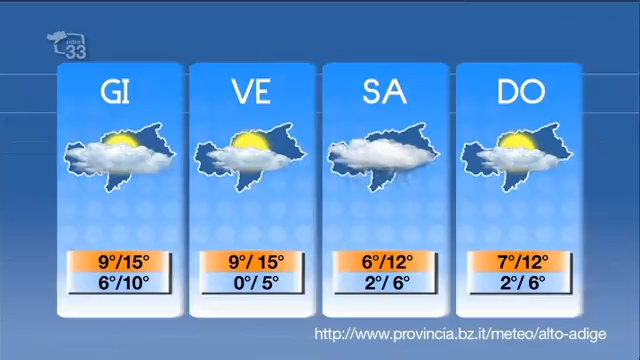 video
33
GI VE SA DO
9°/15° 9°/ 15° 6°/12° 7°/12°
6°/10° 0°/ 5° 2°/ 6° 2°/ 6°
http://www.provincia.bz.it/meteo/alto-adige